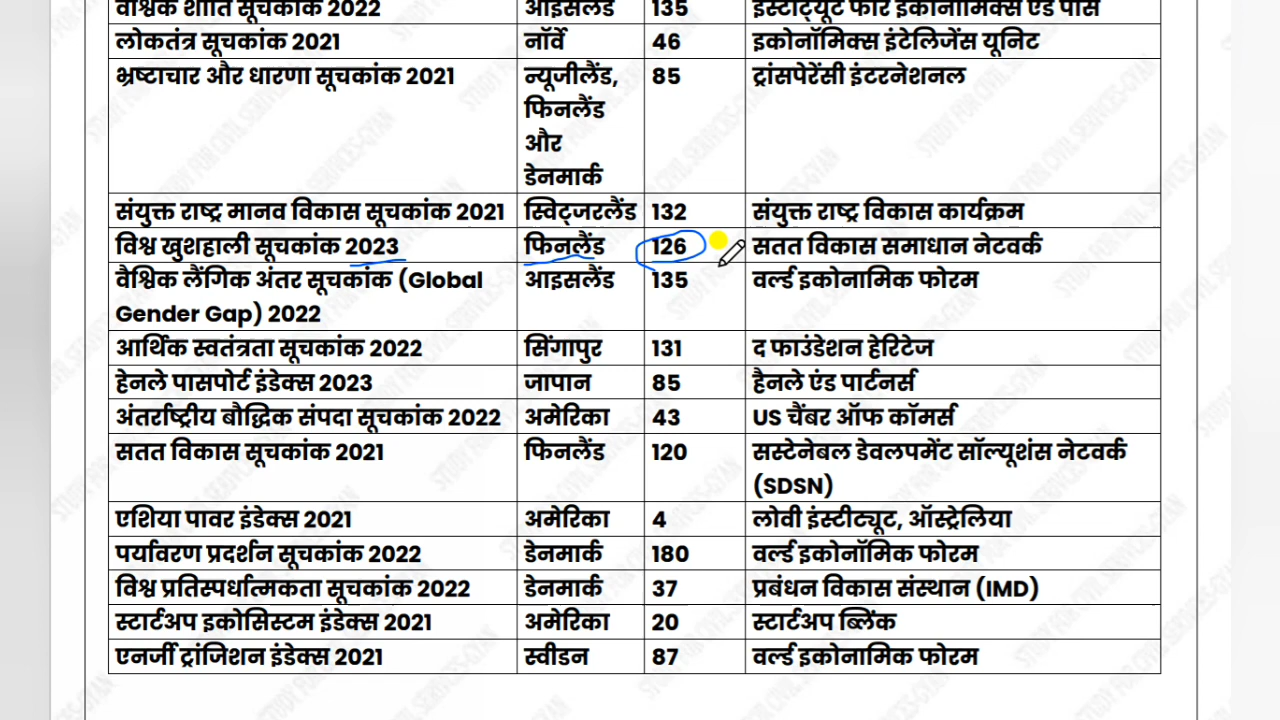 वैश्विक शांति सूचकांक 2022 आइसलैंड 135 इंस्टीट्यूट फॉर इकोनॉमिक्स एंड पीस
लोकतंत्र सूचकांक 2021 नॉर्वे 46 इकोनॉमिक्स इंटेलिजेंस यूनिट
भ्रष्टाचार और धारणा सूचकांक 2021 न्यूजीलैंड, 85 ट्रांसपेरेंसी इंटरनेशनल
फिनलैंड
और
डेनमार्क
संयुक्त राष्ट्र मानव विकास सूचकांक 2021 स्विट्जरलैंड 132 संयुक्त राष्ट्र विकास कार्यक्रम
विश्व खुशहाली सूचकांक 2023 फिनलैंड 126 सतत विकास समाधान नेटवर्क
वैश्विक लैंगिक अंतर सूचकांक (Global आइसलैंड 135 वर्ल्ड इकोनामिक फोरम
Gender Gap) 2022
आर्थिक स्वतंत्रता सूचकांक 2022 सिंगापुर 131 द फाउंडेशन हेरिटेज
हेनले पासपोर्ट इंडेक्स 2023 जापान 85 हैनले एंड पार्टनर्स
अंतर्राष्ट्रीय बौद्धिक संपदा सूचकांक 2022 अमेरिका 43 US चैंबर ऑफ कॉमर्स
सतत विकास सूचकांक 2021 फिनलैंड 120 सस्टेनेबल डेवलपमेंट सॉल्यूशंस नेटवर्क
(SDSN)
एशिया पावर इंडेक्स 2021 अमेरिका 4 लोवी इंस्टीट्यूट, ऑस्ट्रेलिया
पर्यावरण प्रदर्शन सूचकांक 2022 डेनमार्क 180 वर्ल्ड इकोनॉमिक फोरम
विश्व प्रतिस्पर्धात्मकता सूचकांक 2022 डेनमार्क 37 प्रबंधन विकास संस्थान (IMD)
स्टार्टअप इकोसिस्टम इंडेक्स 2021 अमेरिका 20 स्टार्टअप ब्लिंक
एनर्जी ट्रांजिशन इंडेक्स 2021 स्वीडन 87 वर्ल्ड इकोनामिक फोरम
STUDY FOR CIVIL SERVICES-GYAN